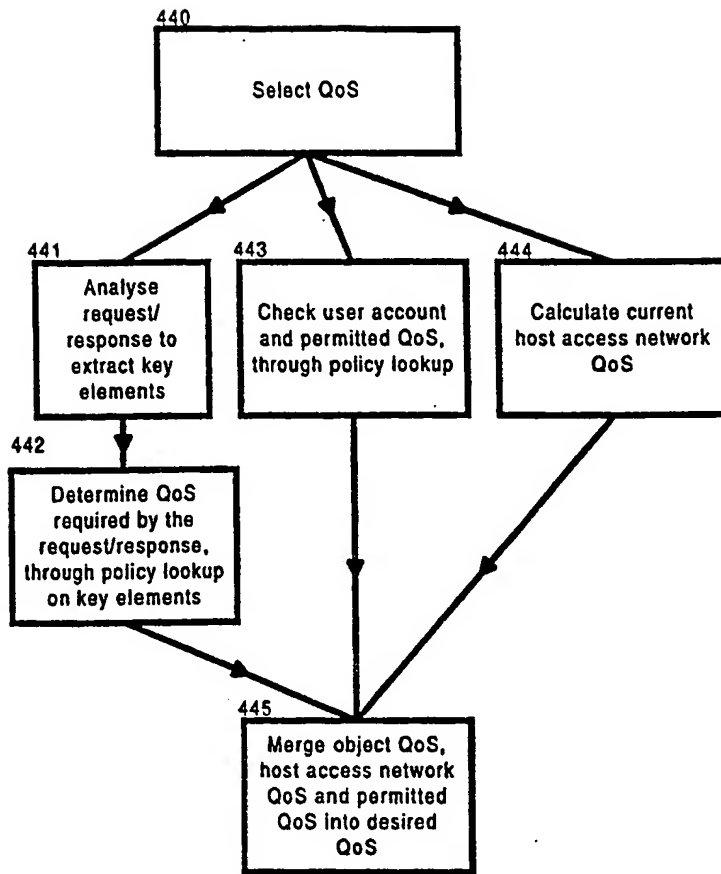 440
Select QoS
441
Analyse
request/
response to
extract key
elements
443
Check user account
and permitted QoS,
through policy lookup
444
Calculate current
host access network
QoS
442
Determine QoS
required by the
request/response,
through policy lookup
on key elements
445
Merge object QoS,
host access network
QoS and permitted
QoS into desired
QoS